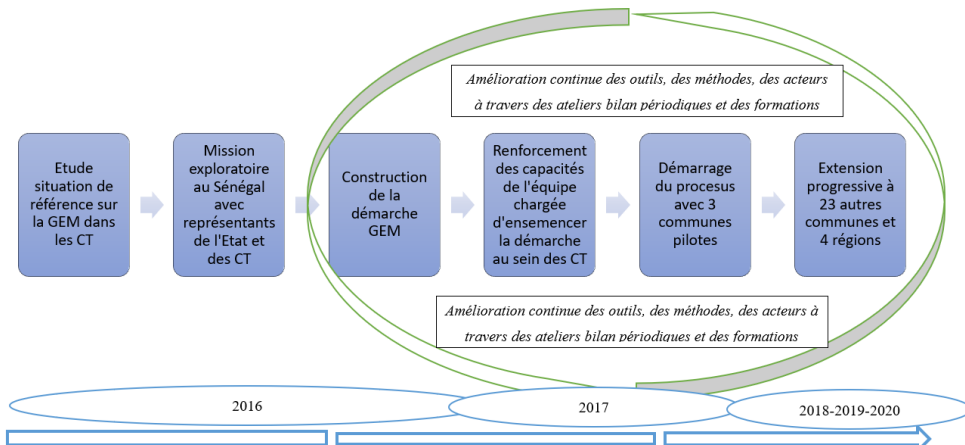 Amélioration continue des outils, des méthodes, des acteurs
à travers des ateliers bilan périodiques et des formations
Etude
situation de
référence sur
la GEM dans
les CT
Mission
exploratoire
au Sénégal
avec
représentants
de l'Etat et
des CT
Construction
de la
démarche
GEM
Renforcement
des capacités
de l'équipe
chargée
d'ensemencer
la démarche
au sein des CT
Démarrage
du procesus
avec 3
communes
pilotes
Extension
progressive à
23 autres
communes et
4 régions
Amélioration continue des outils, des méthodes, des acteurs à
travers des ateliers bilan périodiques et des formations
2016
2017
2018-2019-2020